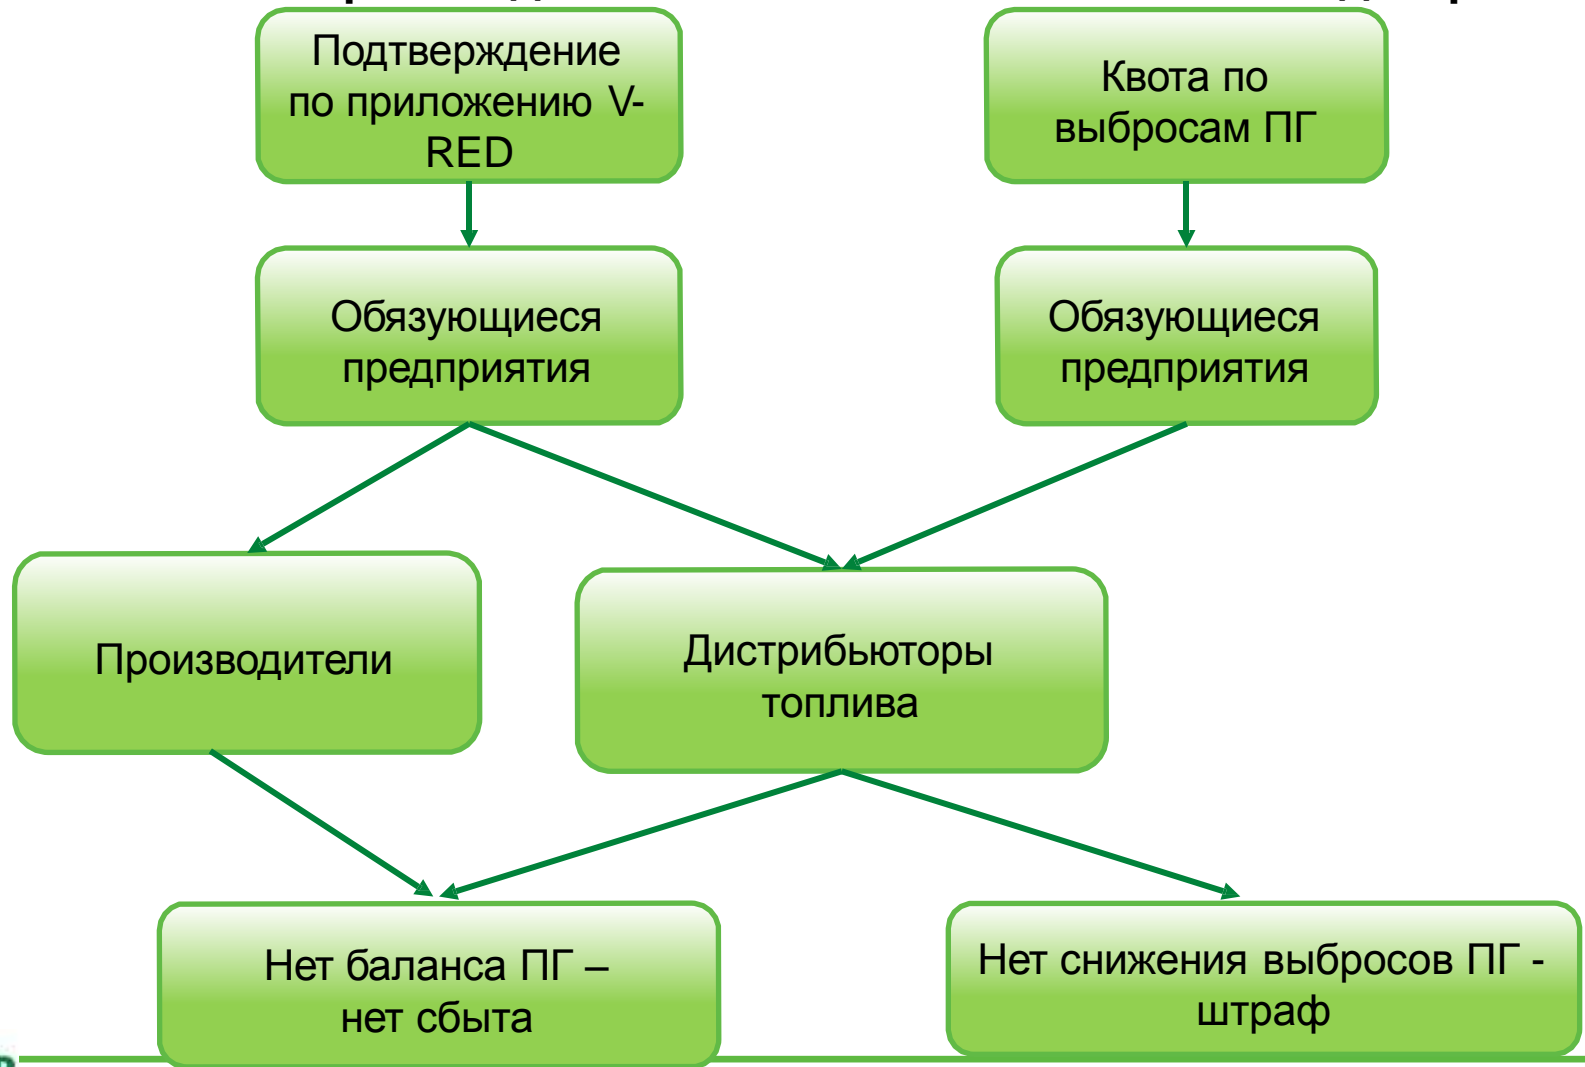 Подтверждение
по приложению V-
RED
Квота по
выбросам ПГ
Обязующиеся
предприятия
Обязующиеся
предприятия
Производители
Дистрибьюторы
топлива
Нет баланса ПГ –
нет сбыта
Нет снижения выбросов ПГ -
штраф